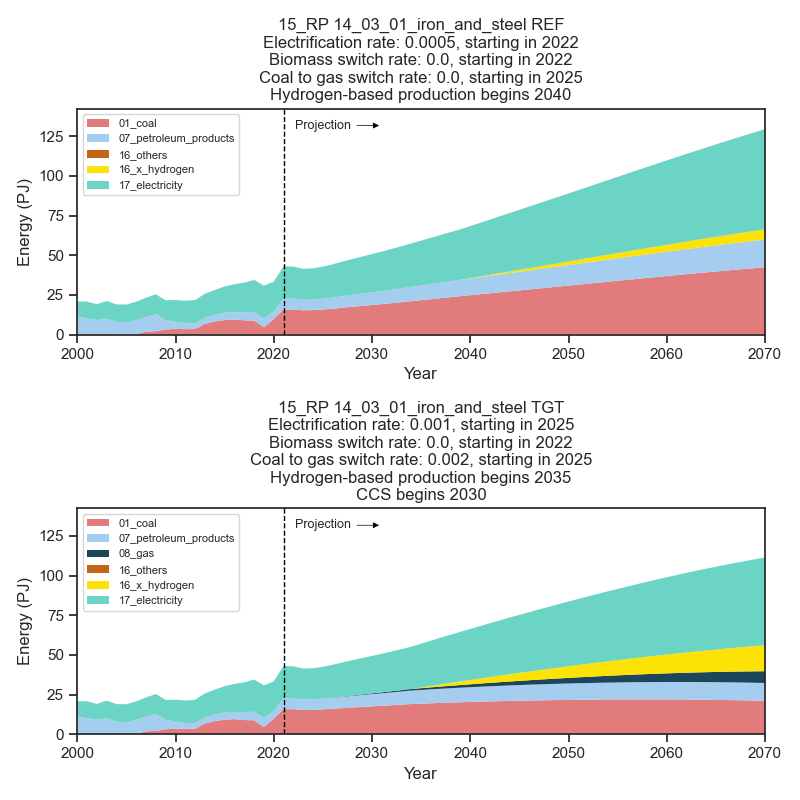 15_RP 14_03_01_iron_and_steel REF
Electrification rate: 0.0005, starting in 2022
Biomass switch rate: 0.0, starting in 2022
Coal to gas switch rate: 0.0, starting in 2025
Hydrogen-based production begins 2040
01_coal
07_petroleum_products
16_others
16_x_hydrogen
17_electricity
Projection
125
100
75
50
25
0
Energy (PJ)
2000 2010 2020 2030 2040 2050 2060 2070
Year
15_RP 14_03_01_iron_and_steel TGT
Electrification rate: 0.001, starting in 2025
Biomass switch rate: 0.0, starting in 2022
Coal to gas switch rate: 0.002, starting in 2025
Hydrogen-based production begins 2035
CCS begins 2030
01_coal
07_petroleum_products
08_gas
16_others
16_x_hydrogen
17_electricity
Projection
125
100
75
50
25
0
Energy (PJ)
2000 2010 2020 2030 2040 2050 2060 2070
Year